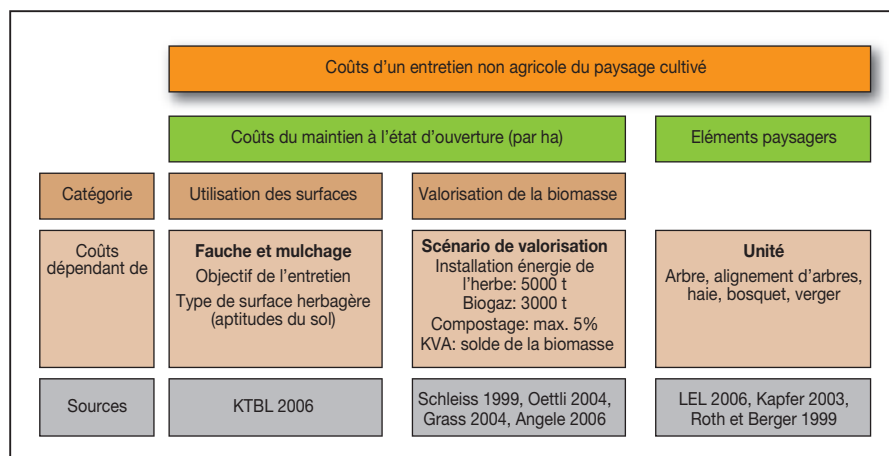 Coûts d'un entretien non agricole du paysage cultivé
Coûts du maintien à l'état d'ouverture (par ha)
Eléments paysagers
Catégorie
Utilisation des surfaces
Valorisation de la biomasse
Coûts
dépendant de
Fauche et mulchage
Objectif de l'entretien
Type de surface herbagère
(aptitudes du sol)
Scénario de valorisation
Installation énergie de
l'herbe: 5000 t
Biogaz: 3000 t
Compostage: max. 5%
KVA: solde de la biomasse
Unité
Arbre, alignement d'arbres,
haie, bosquet, verger
Sources
KTBL 2006
Schleiss 1999, Oettli 2004,
Grass 2004, Angele 2006
LEL 2006, Kapfer 2003,
Roth et Berger 1999